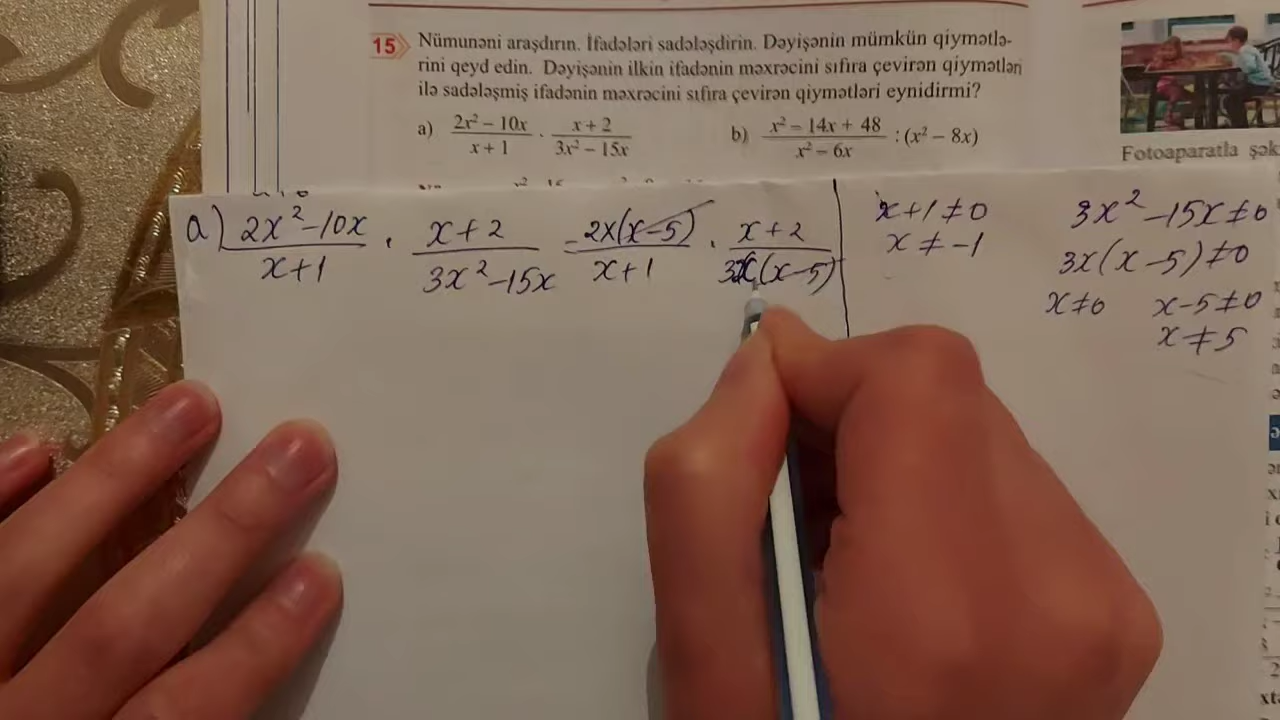 15 Nümunəni araşdırın. İfadələri sadələşdirin. Dəyişənin mümkün qiymətlə-
rini qeyd edin. Dəyişənin ilkin ifadənin məxrəcini sıfıra çevirən qiymətləri
ilə sadələşmiş ifadənin məxrəcini sıfıra çevirən qiymətləri eynidirmi?
a) (2x² − 10x)/(x + 1) · (x + 2)/(3x² − 15x) b) (x² − 14x + 48)/(x² − 6x) : (x² − 8x)
Fotoaparatla şək
a) (2x² − 10x)/(x+1) · (x+2)/(3x² − 15x) = 2x(x−5)/(x+1) · (x+2)/3x(x−5)
x+1≠0
x≠−1
3x² − 15x≠0
3x(x−5)≠0
x≠0 x−5≠0
x≠5